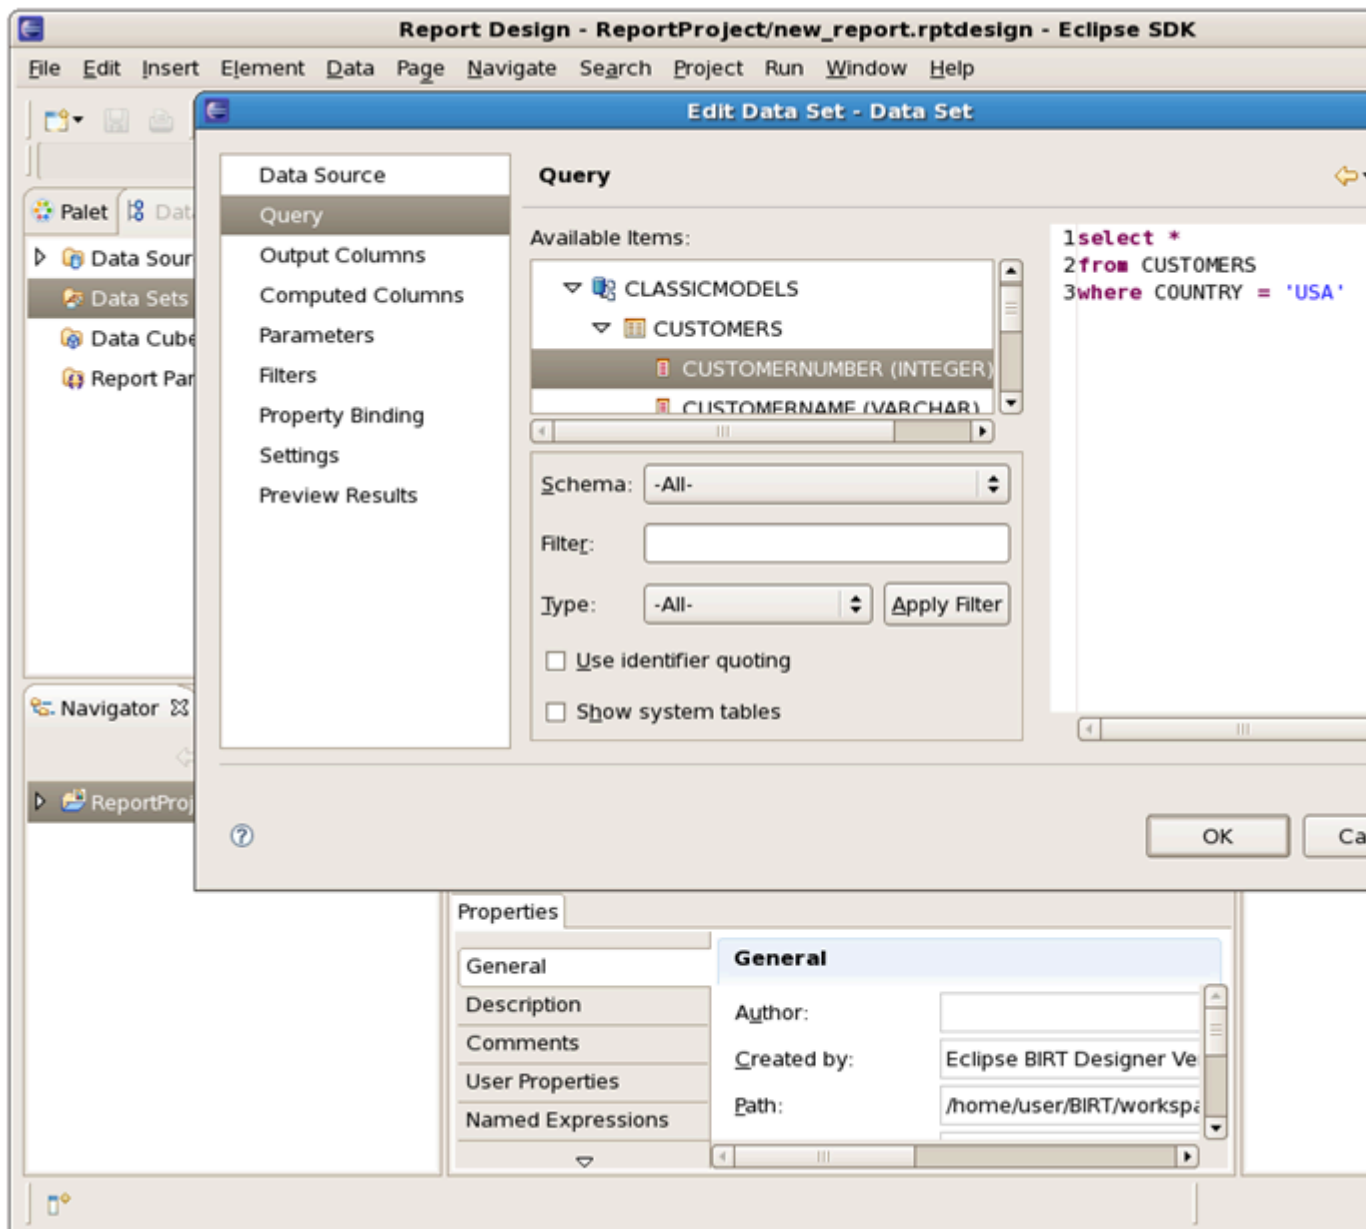 Report Design - ReportProject/new_report.rptdesign - Eclipse SDK
File Edit Insert Element Data Page Navigate Search Project Run Window Help
Edit Data Set - Data Set
Palet
Data Sour
Data Sets
Data Cube
Report Par
Data Source
Query
Output Columns
Computed Columns
Parameters
Filters
Property Binding
Settings
Preview Results
Query
Available Items:
CLASSICMODELS
CUSTOMERS
CUSTOMERNUMBER (INTEGER)
CUSTOMERNAME (VARCHAR)
Schema: -All-
Filter:
Type: -All- Apply Filter
Use identifier quoting
Show system tables
1select *
2from CUSTOMERS
3where COUNTRY = 'USA'
OK Ca
Navigator
ReportProj
Properties
General
Description
Comments
User Properties
Named Expressions
General
Author:
Created by: Eclipse BIRT Designer Ve
Path: /home/user/BIRT/workspa